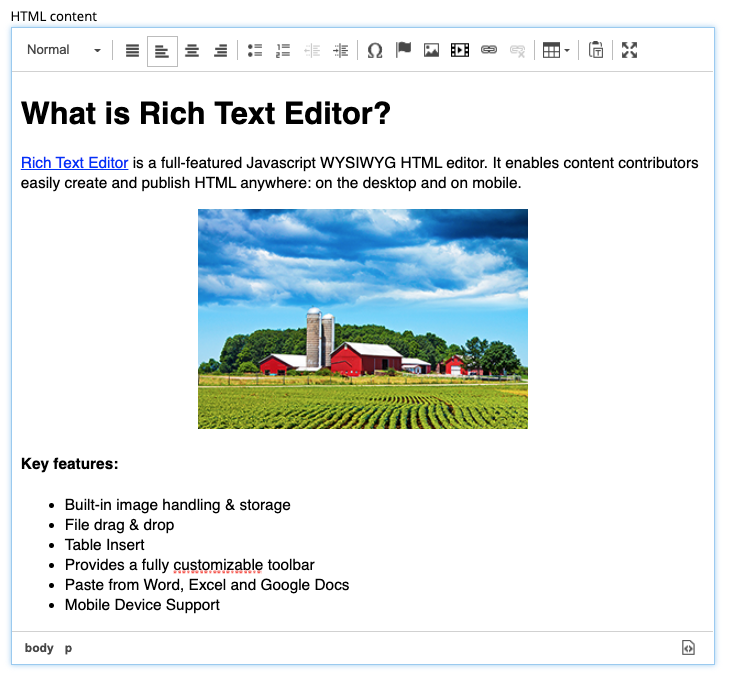 HTML content
Normal
What is Rich Text Editor?
Rich Text Editor is a full-featured Javascript WYSIWYG HTML editor. It enables content contributors
easily create and publish HTML anywhere: on the desktop and on mobile.
Key features:
• Built-in image handling & storage
• File drag & drop
• Table Insert
• Provides a fully customizable toolbar
• Paste from Word, Excel and Google Docs
• Mobile Device Support
body p